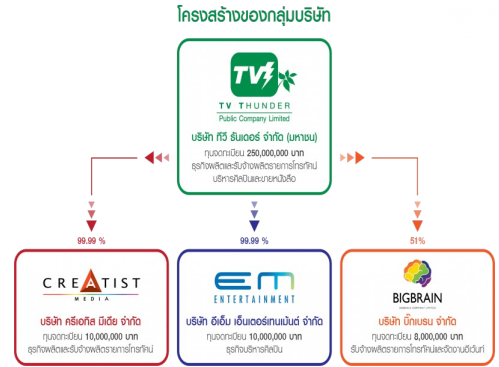 โครงสร้างของกลุ่มบริษัท
TV
TV THUNDER
Public Company Limited
บริษัท ทีวี ธันเดอร์ จำกัด (มหาชน)
ทุนจดทะเบียน 250,000,000 บาท
ธุรกิจผลิตและรับจ้างผลิตรายการโทรทัศน์
บริหารศิลปินและขายหนังสือ
99.99 %
99.99 %
51%
CREATIST
MEDIA
บริษัท ครีเอทิส มีเดีย จำกัด
ทุนจดทะเบียน 10,000,000 บาท
ธุรกิจผลิตและรับจ้างผลิตรายการโทรทัศน์
em
ENTERTAINMENT
บริษัท อีเอ็ม เอ็นเตอร์เทนเม้นต์ จำกัด
ทุนจดทะเบียน 10,000,000 บาท
ธุรกิจบริหารศิลปิน
BIGBRAIN
บริษัท บิ๊กเบรน จำกัด
ทุนจดทะเบียน 8,000,000 บาท
รับจ้างผลิตรายการโทรทัศน์และจัดงานอีเว้นท์